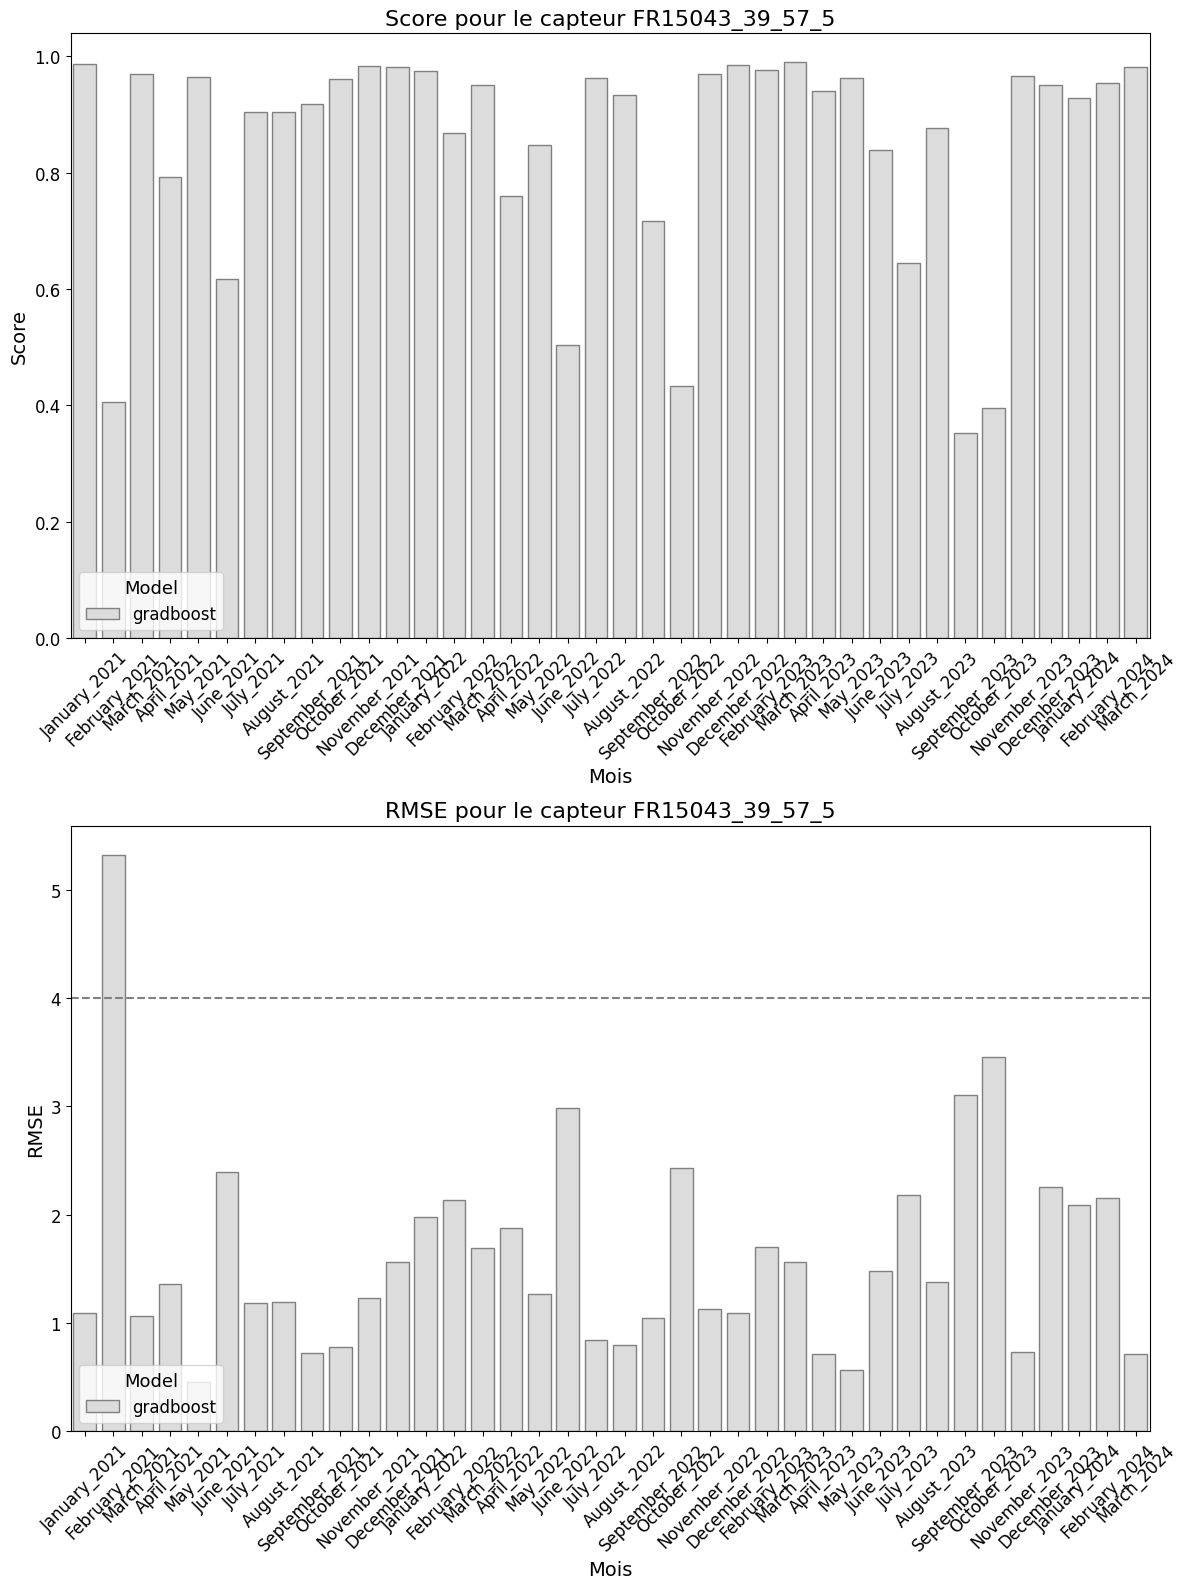 Score pour le capteur FR15043_39_57_5
1.0
0.8
0.6
0.4
0.2
0.0
Score
Model
gradboost
January_2021
February_2021
March_2021
April_2021
May_2021
June_2021
July_2021
August_2021
September_2021
October_2021
November_2021
December_2021
January_2022
February_2022
March_2022
April_2022
May_2022
June_2022
July_2022
August_2022
September_2022
October_2022
November_2022
December_2022
February_2023
March_2023
April_2023
May_2023
June_2023
July_2023
August_2023
September_2023
October_2023
November_2023
December_2023
January_2024
February_2024
March_2024
Mois
RMSE pour le capteur FR15043_39_57_5
5
4
3
2
1
0
RMSE
Model
gradboost
January_2021
February_2021
March_2021
April_2021
May_2021
June_2021
July_2021
August_2021
September_2021
October_2021
November_2021
December_2021
January_2022
February_2022
March_2022
April_2022
May_2022
June_2022
July_2022
August_2022
September_2022
October_2022
November_2022
December_2022
February_2023
March_2023
April_2023
May_2023
June_2023
July_2023
August_2023
September_2023
October_2023
November_2023
December_2023
January_2024
February_2024
March_2024
Mois